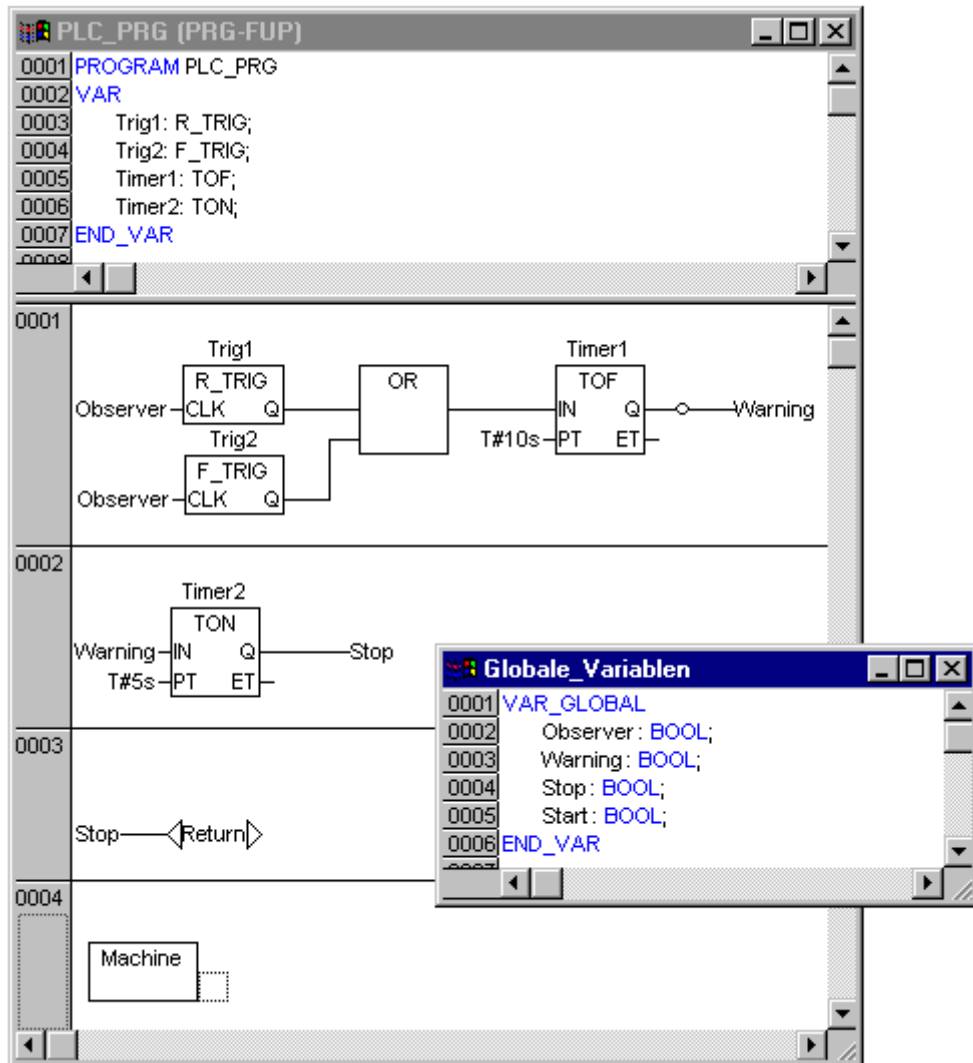 PLC_PRG (PRG-FUP)
0001 PROGRAM PLC_PRG
0002 VAR
0003 Trig1: R_TRIG;
0004 Trig2: F_TRIG;
0005 Timer1: TOF;
0006 Timer2: TON;
0007 END_VAR
0008
0001
Trig1 Timer1
R_TRIG OR TOF
Observer CLK Q IN Q Warning
Trig2 T#10s PT ET
F_TRIG
Observer CLK Q
0002
Timer2
TON
Warning IN Q Stop
T#5s PT ET
0003
Stop Return
0004
Machine
Globale_Variablen
0001 VAR_GLOBAL
0002 Observer: BOOL;
0003 Warning: BOOL;
0004 Stop: BOOL;
0005 Start: BOOL;
0006 END_VAR